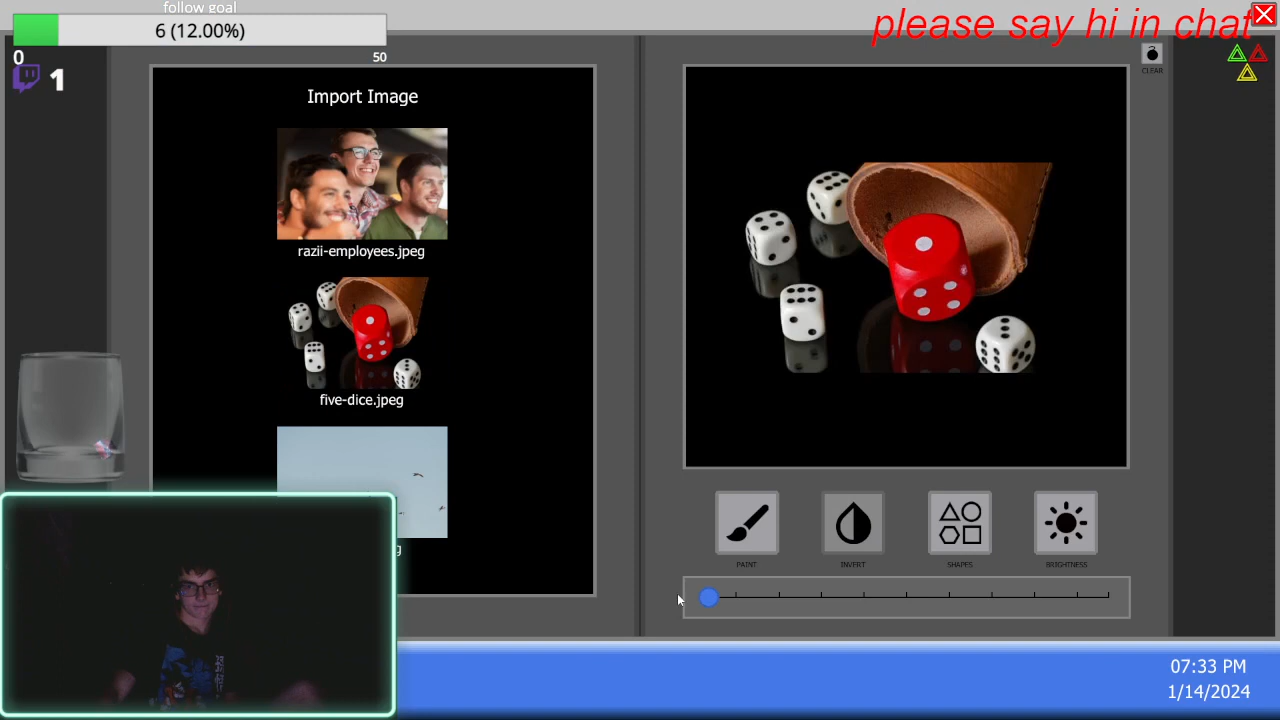 follow goal
6 (12.00%)
0
50
1
please say hi in chat
CLEAR
Import Image
razii-employees.jpeg
five-dice.jpeg
g
PAINT
INVERT
SHAPES
BRIGHTNESS
07:33 PM
1/14/2024